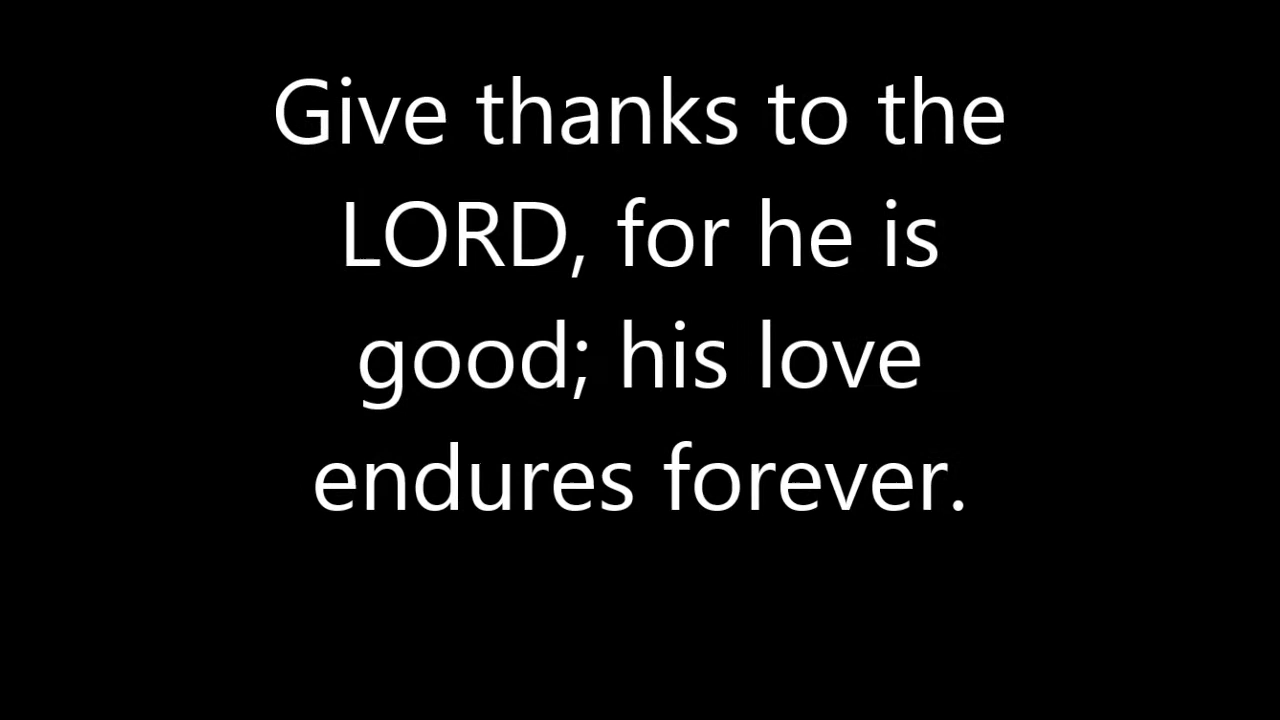 Give thanks to the
LORD, for he is
good; his love
endures forever.